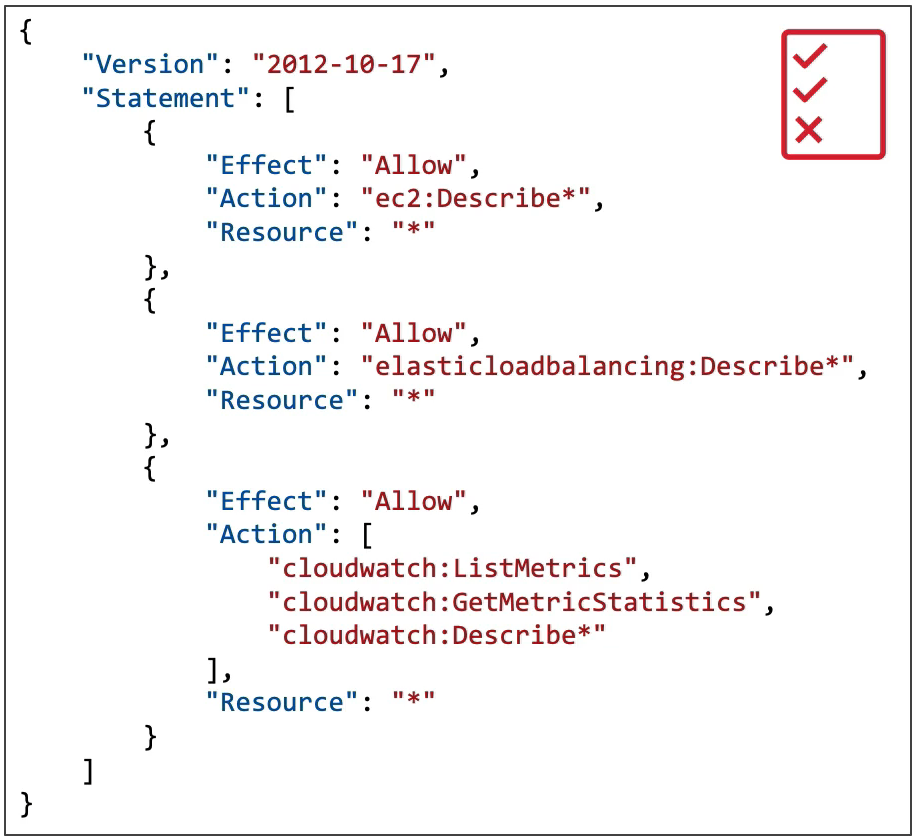 {
"Version": "2012-10-17",
"Statement": [
{
"Effect": "Allow",
"Action": "ec2:Describe*",
"Resource": "*"
},
{
"Effect": "Allow",
"Action": "elasticloadbalancing:Describe*",
"Resource": "*"
},
{
"Effect": "Allow",
"Action": [
"cloudwatch:ListMetrics",
"cloudwatch:GetMetricStatistics",
"cloudwatch:Describe*"
],
"Resource": "*"
}
]
}